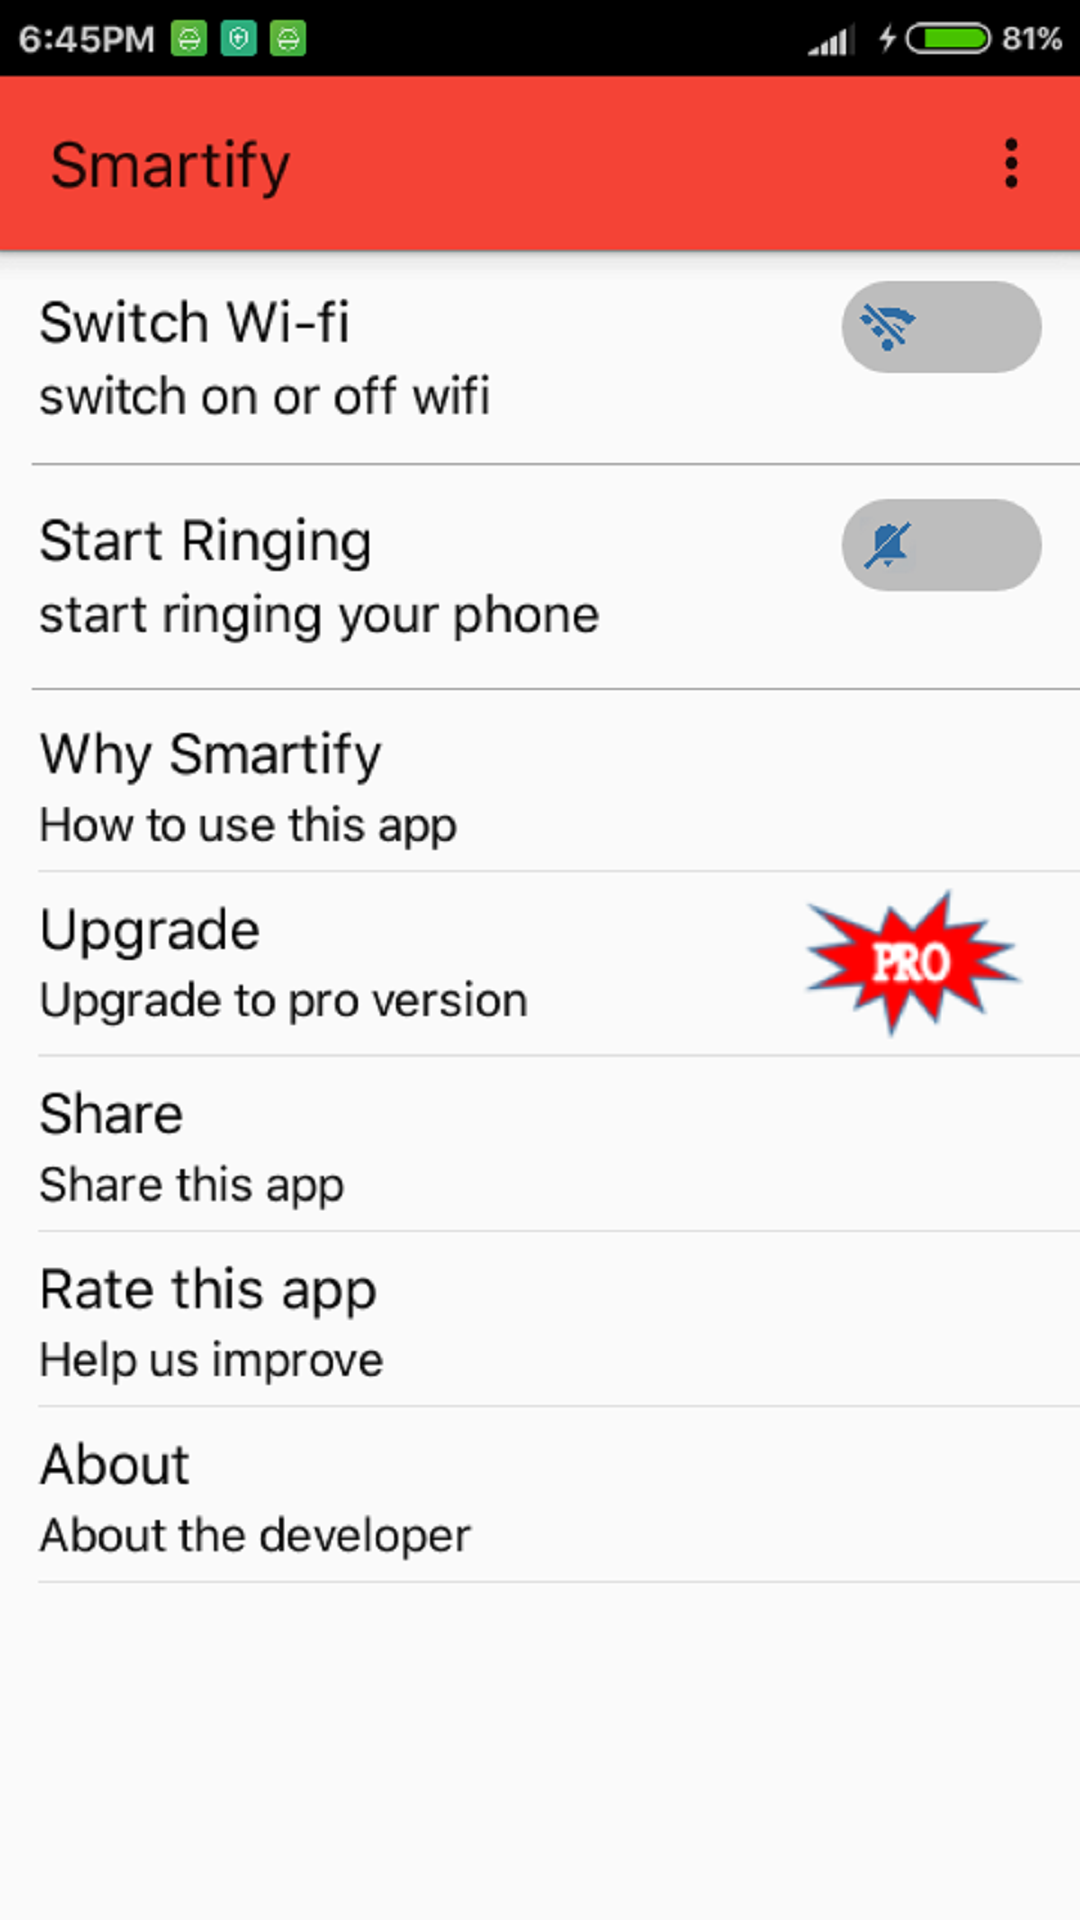 6:45PM 81%
Smartify
Switch Wi-fi
switch on or off wifi
Start Ringing
start ringing your phone
Why Smartify
How to use this app
Upgrade
Upgrade to pro version
PRO
Share
Share this app
Rate this app
Help us improve
About
About the developer